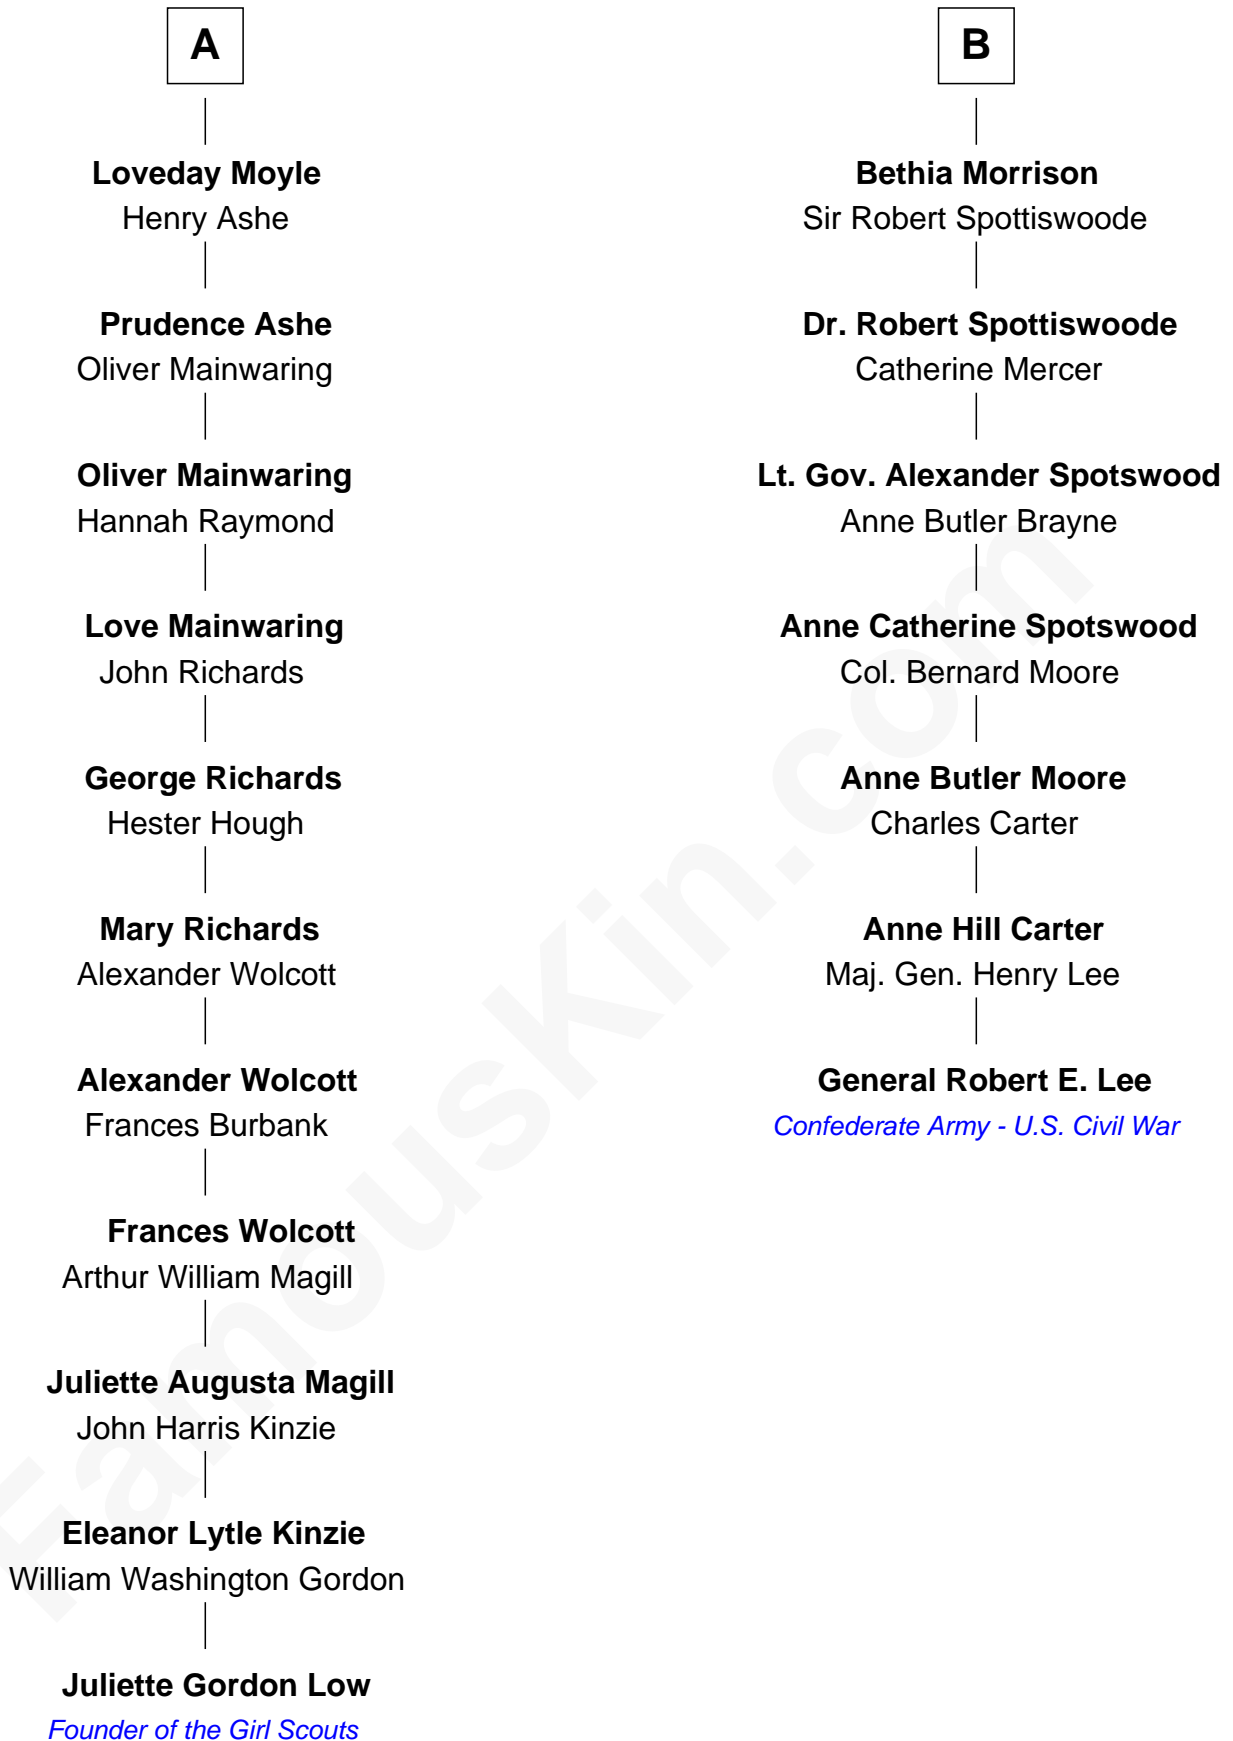 A
Loveday Moyle
Henry Ashe
Prudence Ashe
Oliver Mainwaring
Oliver Mainwaring
Hannah Raymond
Love Mainwaring
John Richards
George Richards
Hester Hough
Mary Richards
Alexander Wolcott
Alexander Wolcott
Frances Burbank
Frances Wolcott
Arthur William Magill
Juliette Augusta Magill
John Harris Kinzie
Eleanor Lytle Kinzie
William Washington Gordon
Juliette Gordon Low
Founder of the Girl Scouts
B
Bethia Morrison
Sir Robert Spottiswoode
Dr. Robert Spottiswoode
Catherine Mercer
Lt. Gov. Alexander Spotswood
Anne Butler Brayne
Anne Catherine Spotswood
Col. Bernard Moore
Anne Butler Moore
Charles Carter
Anne Hill Carter
Maj. Gen. Henry Lee
General Robert E. Lee
Confederate Army - U.S. Civil War
FamousKin.com